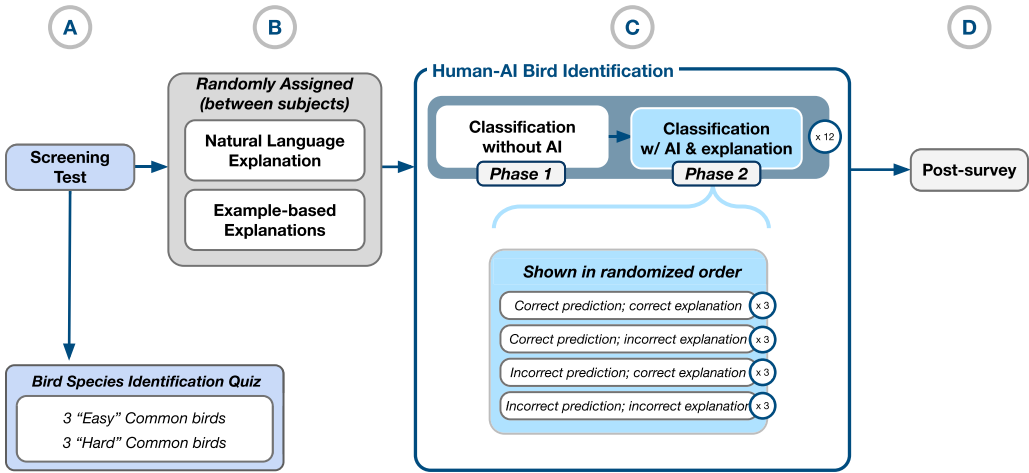 A
B
C
D
Screening
Test
Bird Species Identification Quiz
3 “Easy” Common birds
3 “Hard” Common birds
Randomly Assigned
(between subjects)
Natural Language
Explanation
Example-based
Explanations
Human-AI Bird Identification
Classification
without AI
Phase 1
Classification
w/ AI & explanation
Phase 2
x 12
Shown in randomized order
Correct prediction; correct explanation
x 3
Correct prediction; incorrect explanation
x 3
Incorrect prediction; correct explanation
x 3
Incorrect prediction; incorrect explanation
x 3
Post-survey